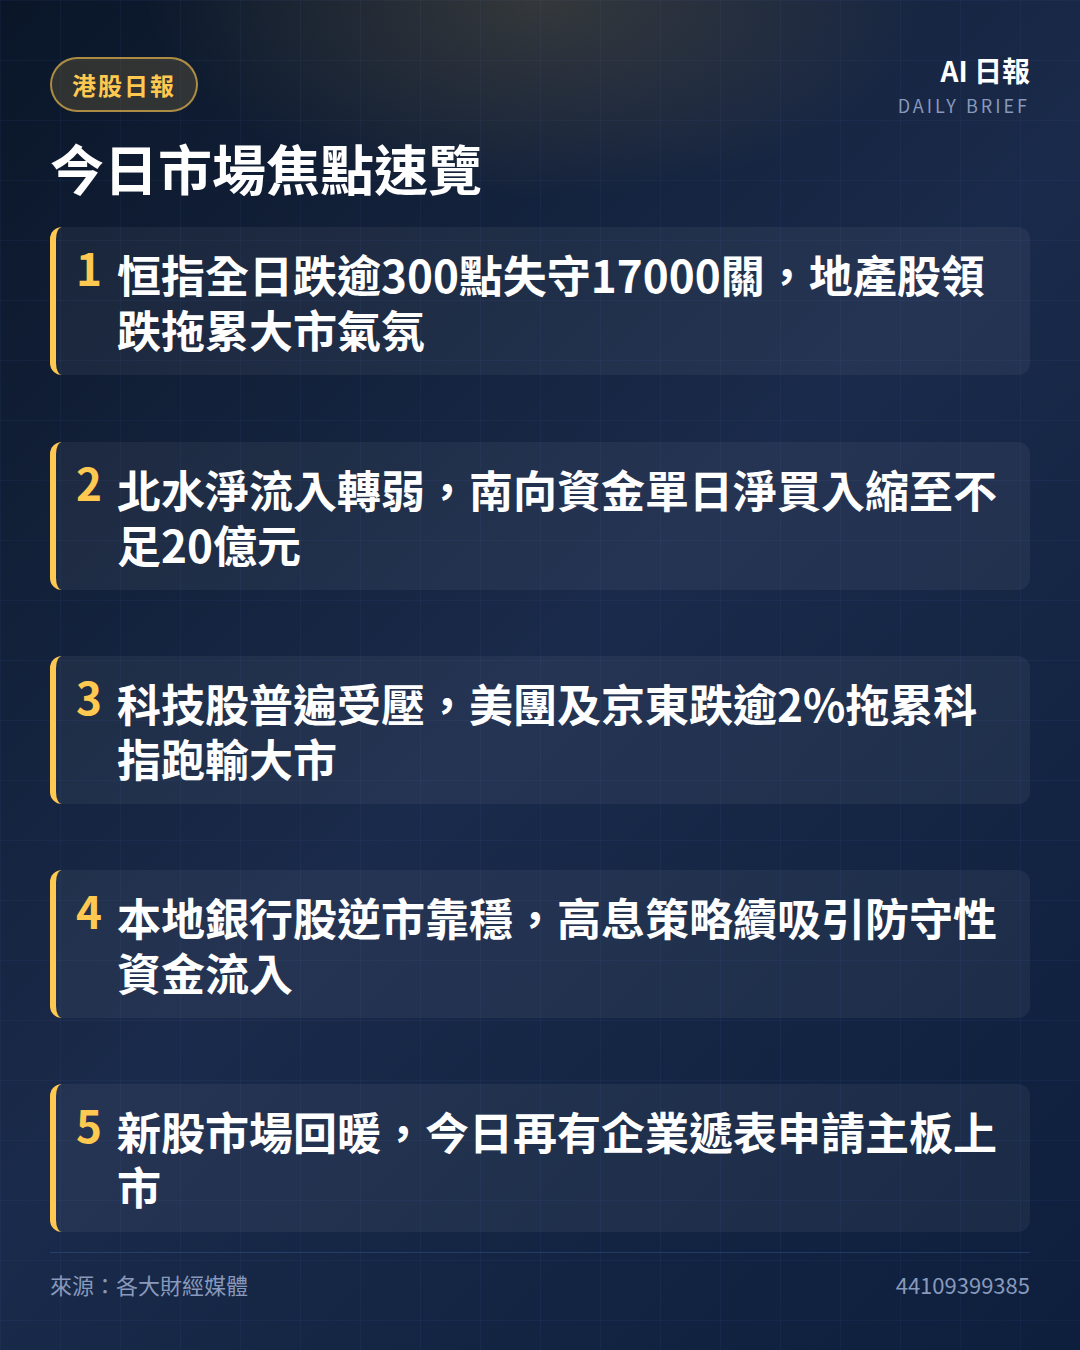 港股日報
AI 日報
DAILY BRIEF
今日市場焦點速覽
1 恒指全日跌逾300點失守17000關，地產股領
跌拖累大市氣氛
2 北水淨流入轉弱，南向資金單日淨買入縮至不
足20億元
3 科技股普遍受壓，美團及京東跌逾2%拖累科
指跑輸大市
4 本地銀行股逆市靠穩，高息策略續吸引防守性
資金流入
5 新股市場回暖，今日再有企業遞表申請主板上
市
來源：各大財經媒體
44109399385